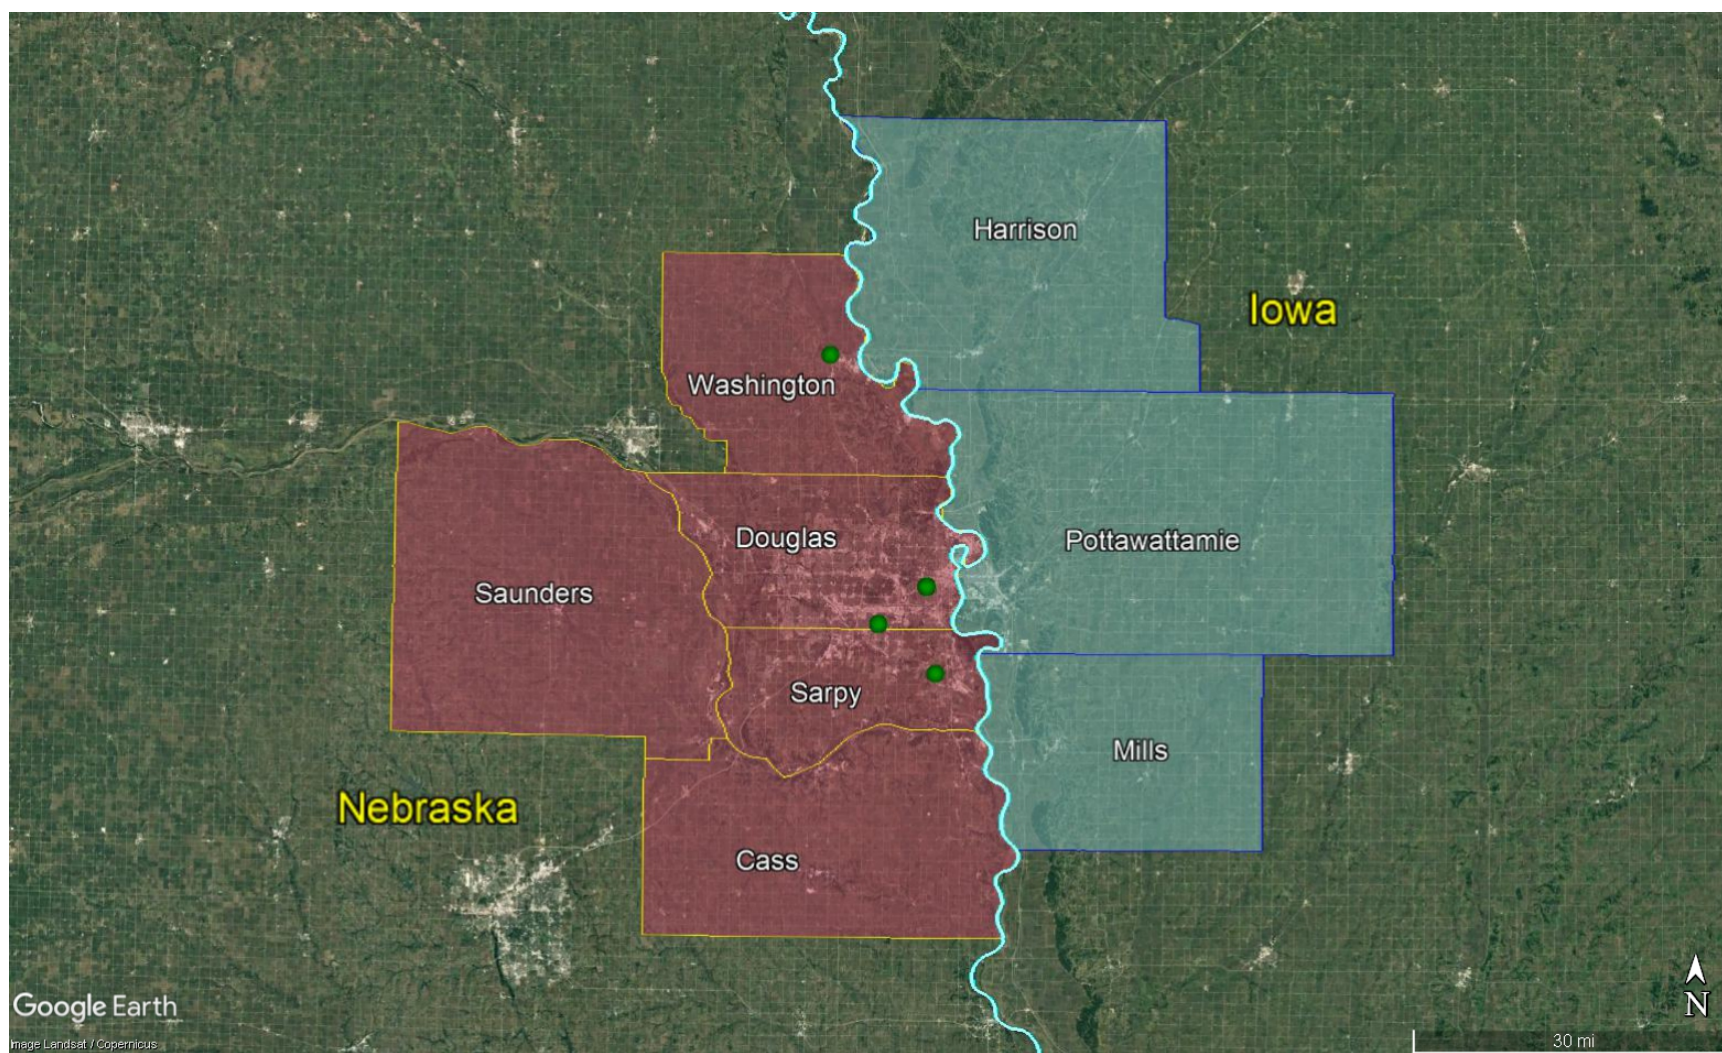 Harrison
Iowa
Washington
Douglas
Pottawattamie
Saunders
Sarpy
Mills
Nebraska
Cass
Google Earth
N
Image Landsat / Copernicus
30 mi